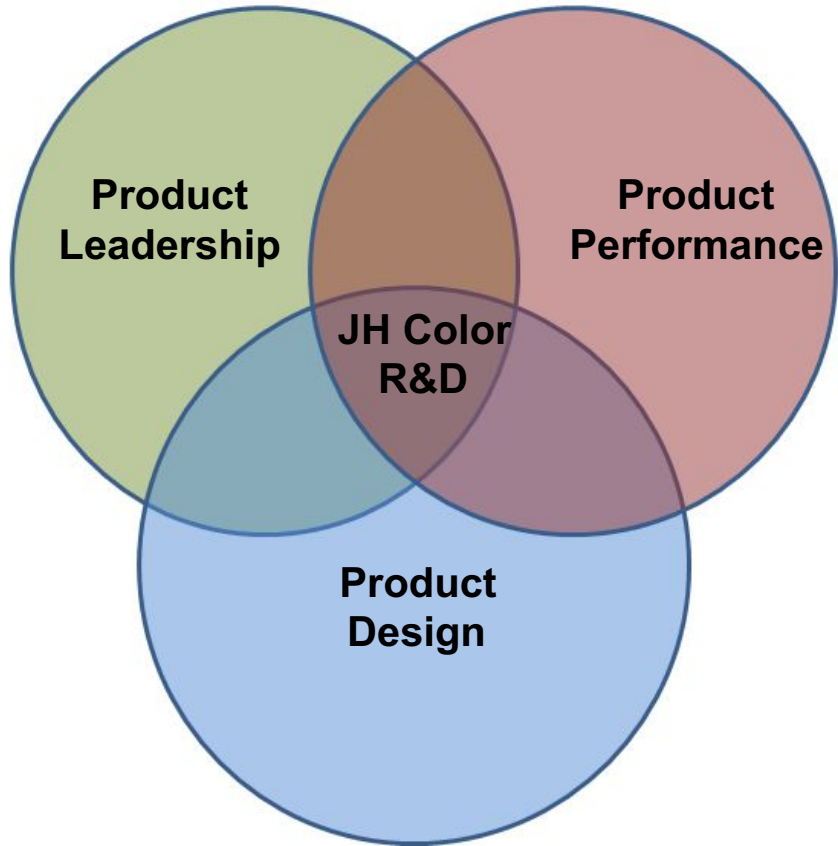 Product
Leadership
Product
Performance
JH Color
R&D
Product
Design